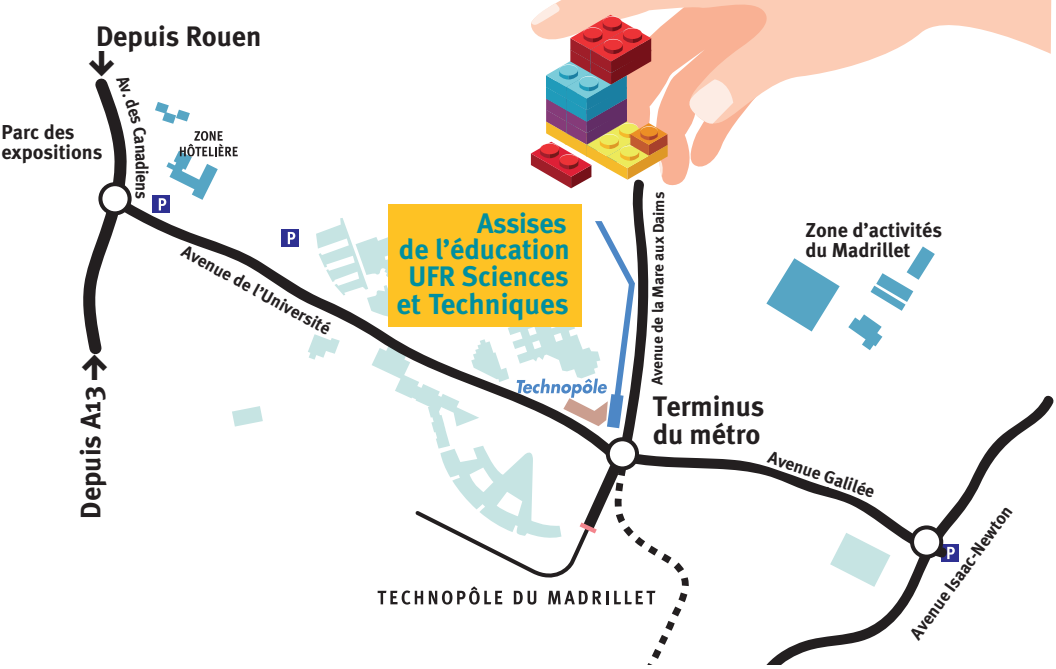 Depuis Rouen
Av. des Canadiens
Parc des
expositions
ZONE
HÔTELIÈRE
P
P
Avenue de l'Université
Assises
de l'éducation
UFR Sciences
et Techniques
Avenue de la Mare aux Daims
Zone d'activités
du Madrillet
Depuis A13
Technopôle
Terminus
du métro
Avenue Galilée
P
Avenue Isaac-Newton
TECHNOPÔLE DU MADRILLET